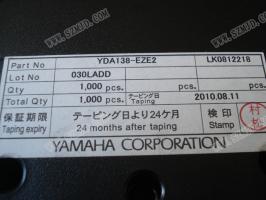 Part No YDA138-EZE2 LK0812218
Lot No 030LADD
Qty 1,000 pcs. pcs. pcs.
Total Qty 1,000 pcs. テーピング日 Taping 2010.08.11
保証期限 Taping expiry テーピング日より24ケ月 24 months after taping 検印 Stamp
YAMAHA CORPORATION